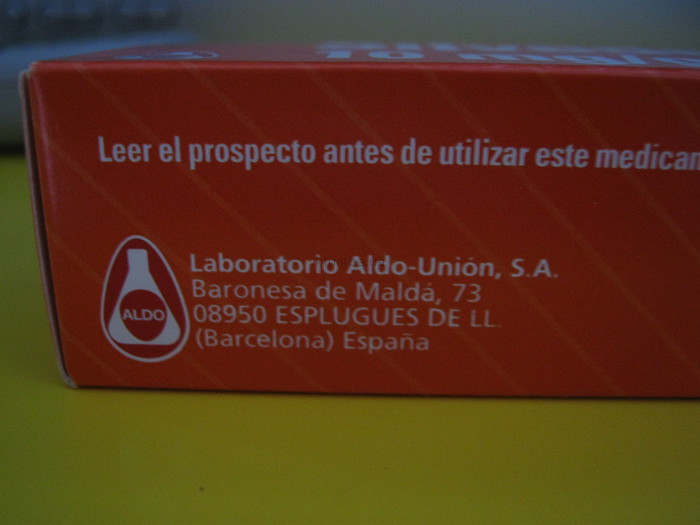 Leer el prospecto antes de utilizar este medicam
ALDO
Laboratorio Aldo-Unión, S.A.
Baronesa de Maldá, 73
08950 ESPLUGUES DE LL.
(Barcelona) España